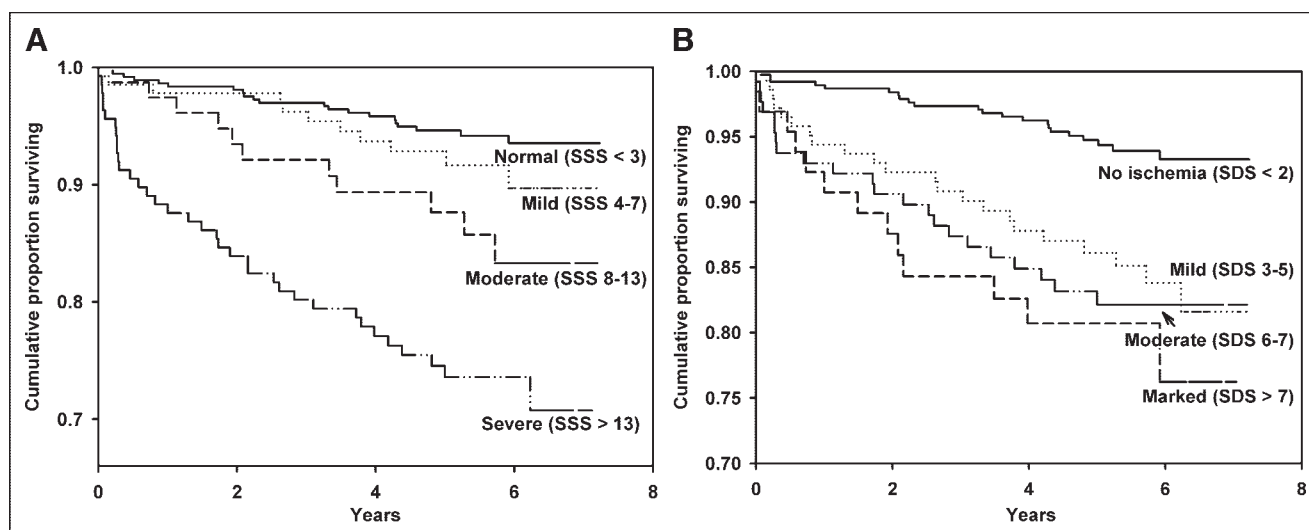 A
Cumulative proportion surviving
1.0
0.9
0.8
0.7
Normal (SSS < 3)
Mild (SSS 4-7)
Moderate (SSS 8-13)
Severe (SSS > 13)
0 2 4 6 8
Years
B
Cumulative proportion surviving
1.00
0.95
0.90
0.85
0.80
0.75
0.70
No ischemia (SDS < 2)
Mild (SDS 3-5)
Moderate (SDS 6-7)
Marked (SDS > 7)
0 2 4 6 8
Years